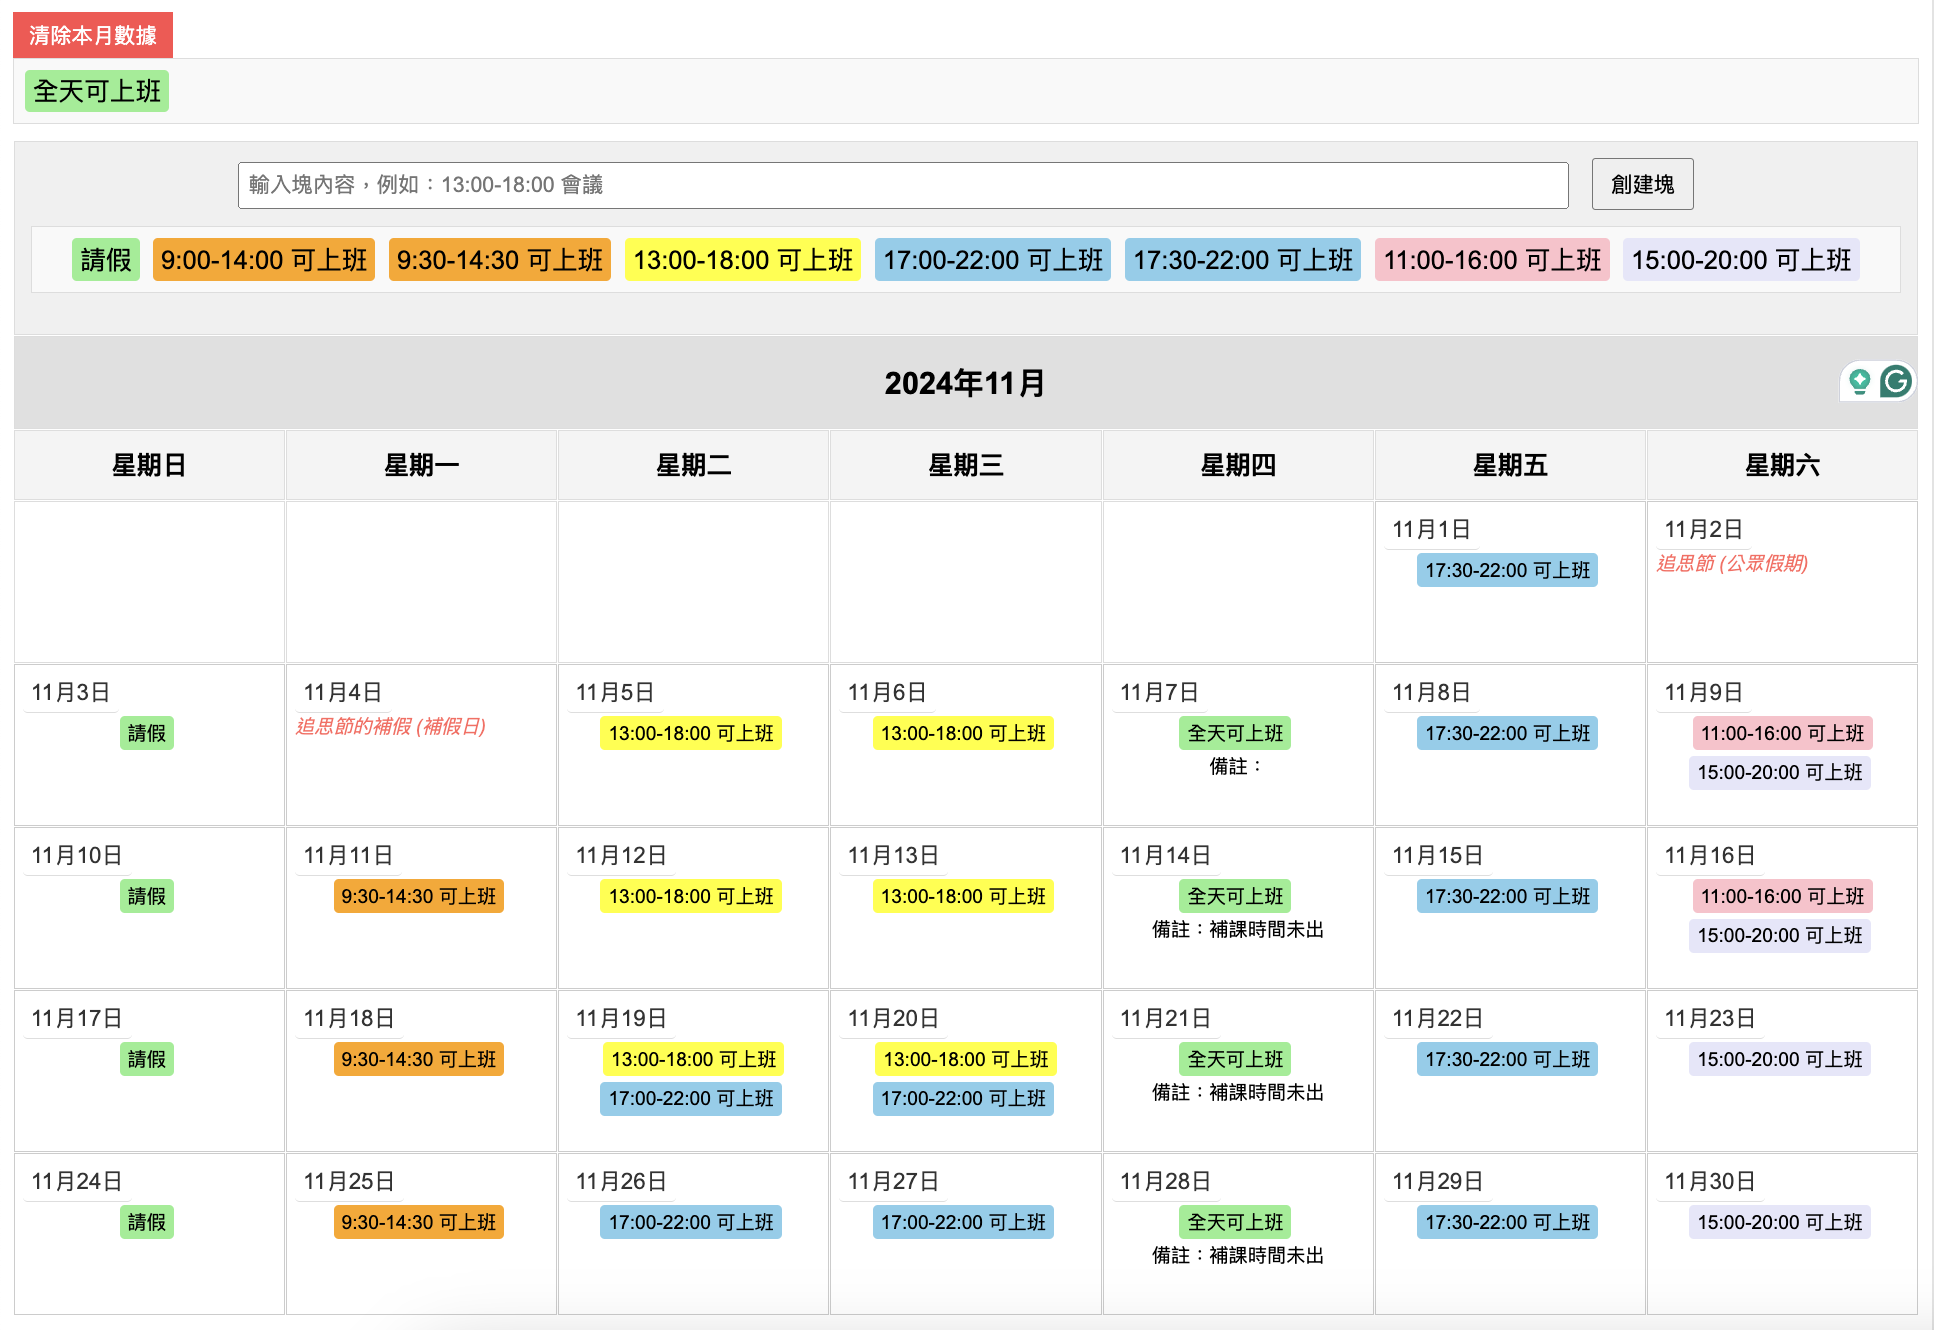 清除本月數據
全天可上班
輸入塊內容，例如：13:00-18:00 會議
創建塊
請假 9:00-14:00 可上班 9:30-14:30 可上班 13:00-18:00 可上班 17:00-22:00 可上班 17:30-22:00 可上班 11:00-16:00 可上班 15:00-20:00 可上班
2024年11月
星期日 星期一 星期二 星期三 星期四 星期五 星期六
11月1日 11月2日
17:30-22:00 可上班 追思節 (公眾假期)
11月3日 11月4日 11月5日 11月6日 11月7日 11月8日 11月9日
請假 追思節的補假 (補假日) 13:00-18:00 可上班 13:00-18:00 可上班 全天可上班 17:30-22:00 可上班 11:00-16:00 可上班
備註： 15:00-20:00 可上班
11月10日 11月11日 11月12日 11月13日 11月14日 11月15日 11月16日
請假 9:30-14:30 可上班 13:00-18:00 可上班 13:00-18:00 可上班 全天可上班 17:30-22:00 可上班 11:00-16:00 可上班
備註：補課時間未出 15:00-20:00 可上班
11月17日 11月18日 11月19日 11月20日 11月21日 11月22日 11月23日
請假 9:30-14:30 可上班 13:00-18:00 可上班 13:00-18:00 可上班 全天可上班 17:30-22:00 可上班 15:00-20:00 可上班
17:00-22:00 可上班 17:00-22:00 可上班 備註：補課時間未出
11月24日 11月25日 11月26日 11月27日 11月28日 11月29日 11月30日
請假 9:30-14:30 可上班 17:00-22:00 可上班 17:00-22:00 可上班 全天可上班 17:30-22:00 可上班 15:00-20:00 可上班
備註：補課時間未出